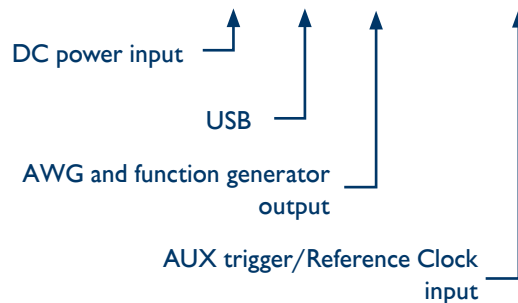 DC power input
USB
AWG and function generator
output
AUX trigger/Reference Clock
input